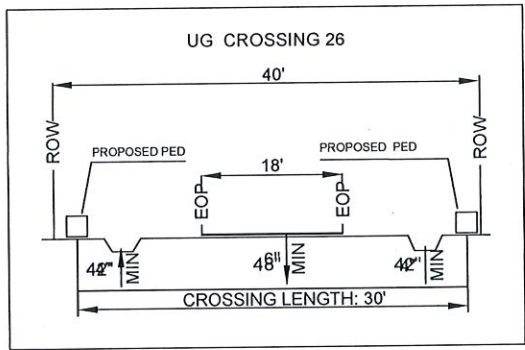 UG CROSSING 26
40'
ROW
ROW
PROPOSED PED
PROPOSED PED
18'
EOP
EOP
MIN
MIN
MIN
CROSSING LENGTH: 30'